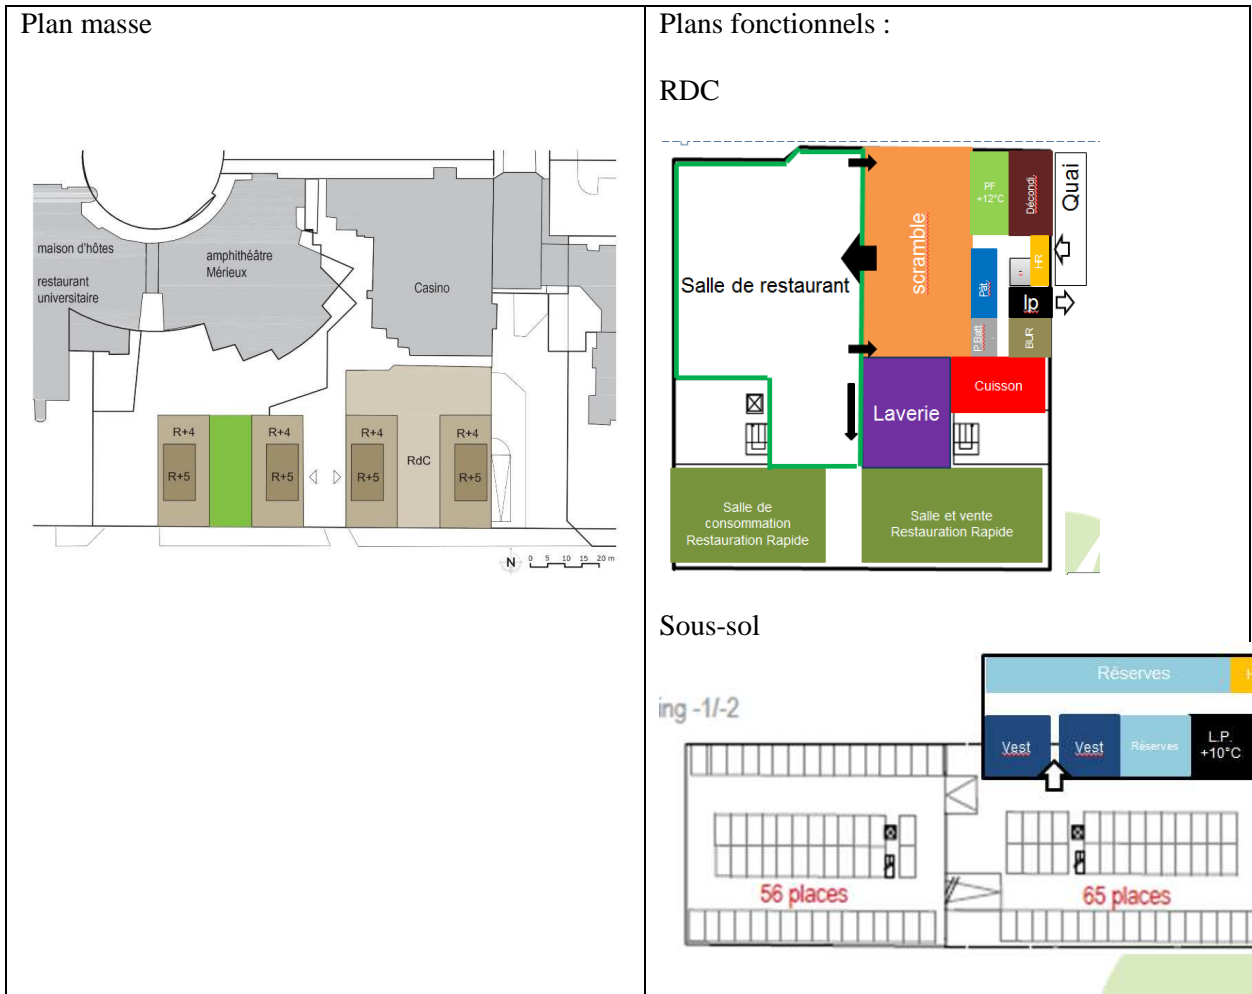 Plan masse
maison d'hôtes
restaurant
universitaire
amphithéâtre
Mérieux
Casino
R+4
R+4
R+4
R+4
RdC
R+5
R+5
R+5
R+5
N
0 5 10 15 20 m
Plans fonctionnels :
RDC
Salle de restaurant
scramble
PF
+12°C
Décondi.
Quai
HR
Pât.
lp
P.Batt
BUR
Cuisson
Laverie
Salle de
consommation
Restauration Rapide
Salle et vente
Restauration Rapide
Sous-sol
Réserves
ing -1/-2
Vest
Vest
Réserves
L.P.
+10°C
56 places
65 places